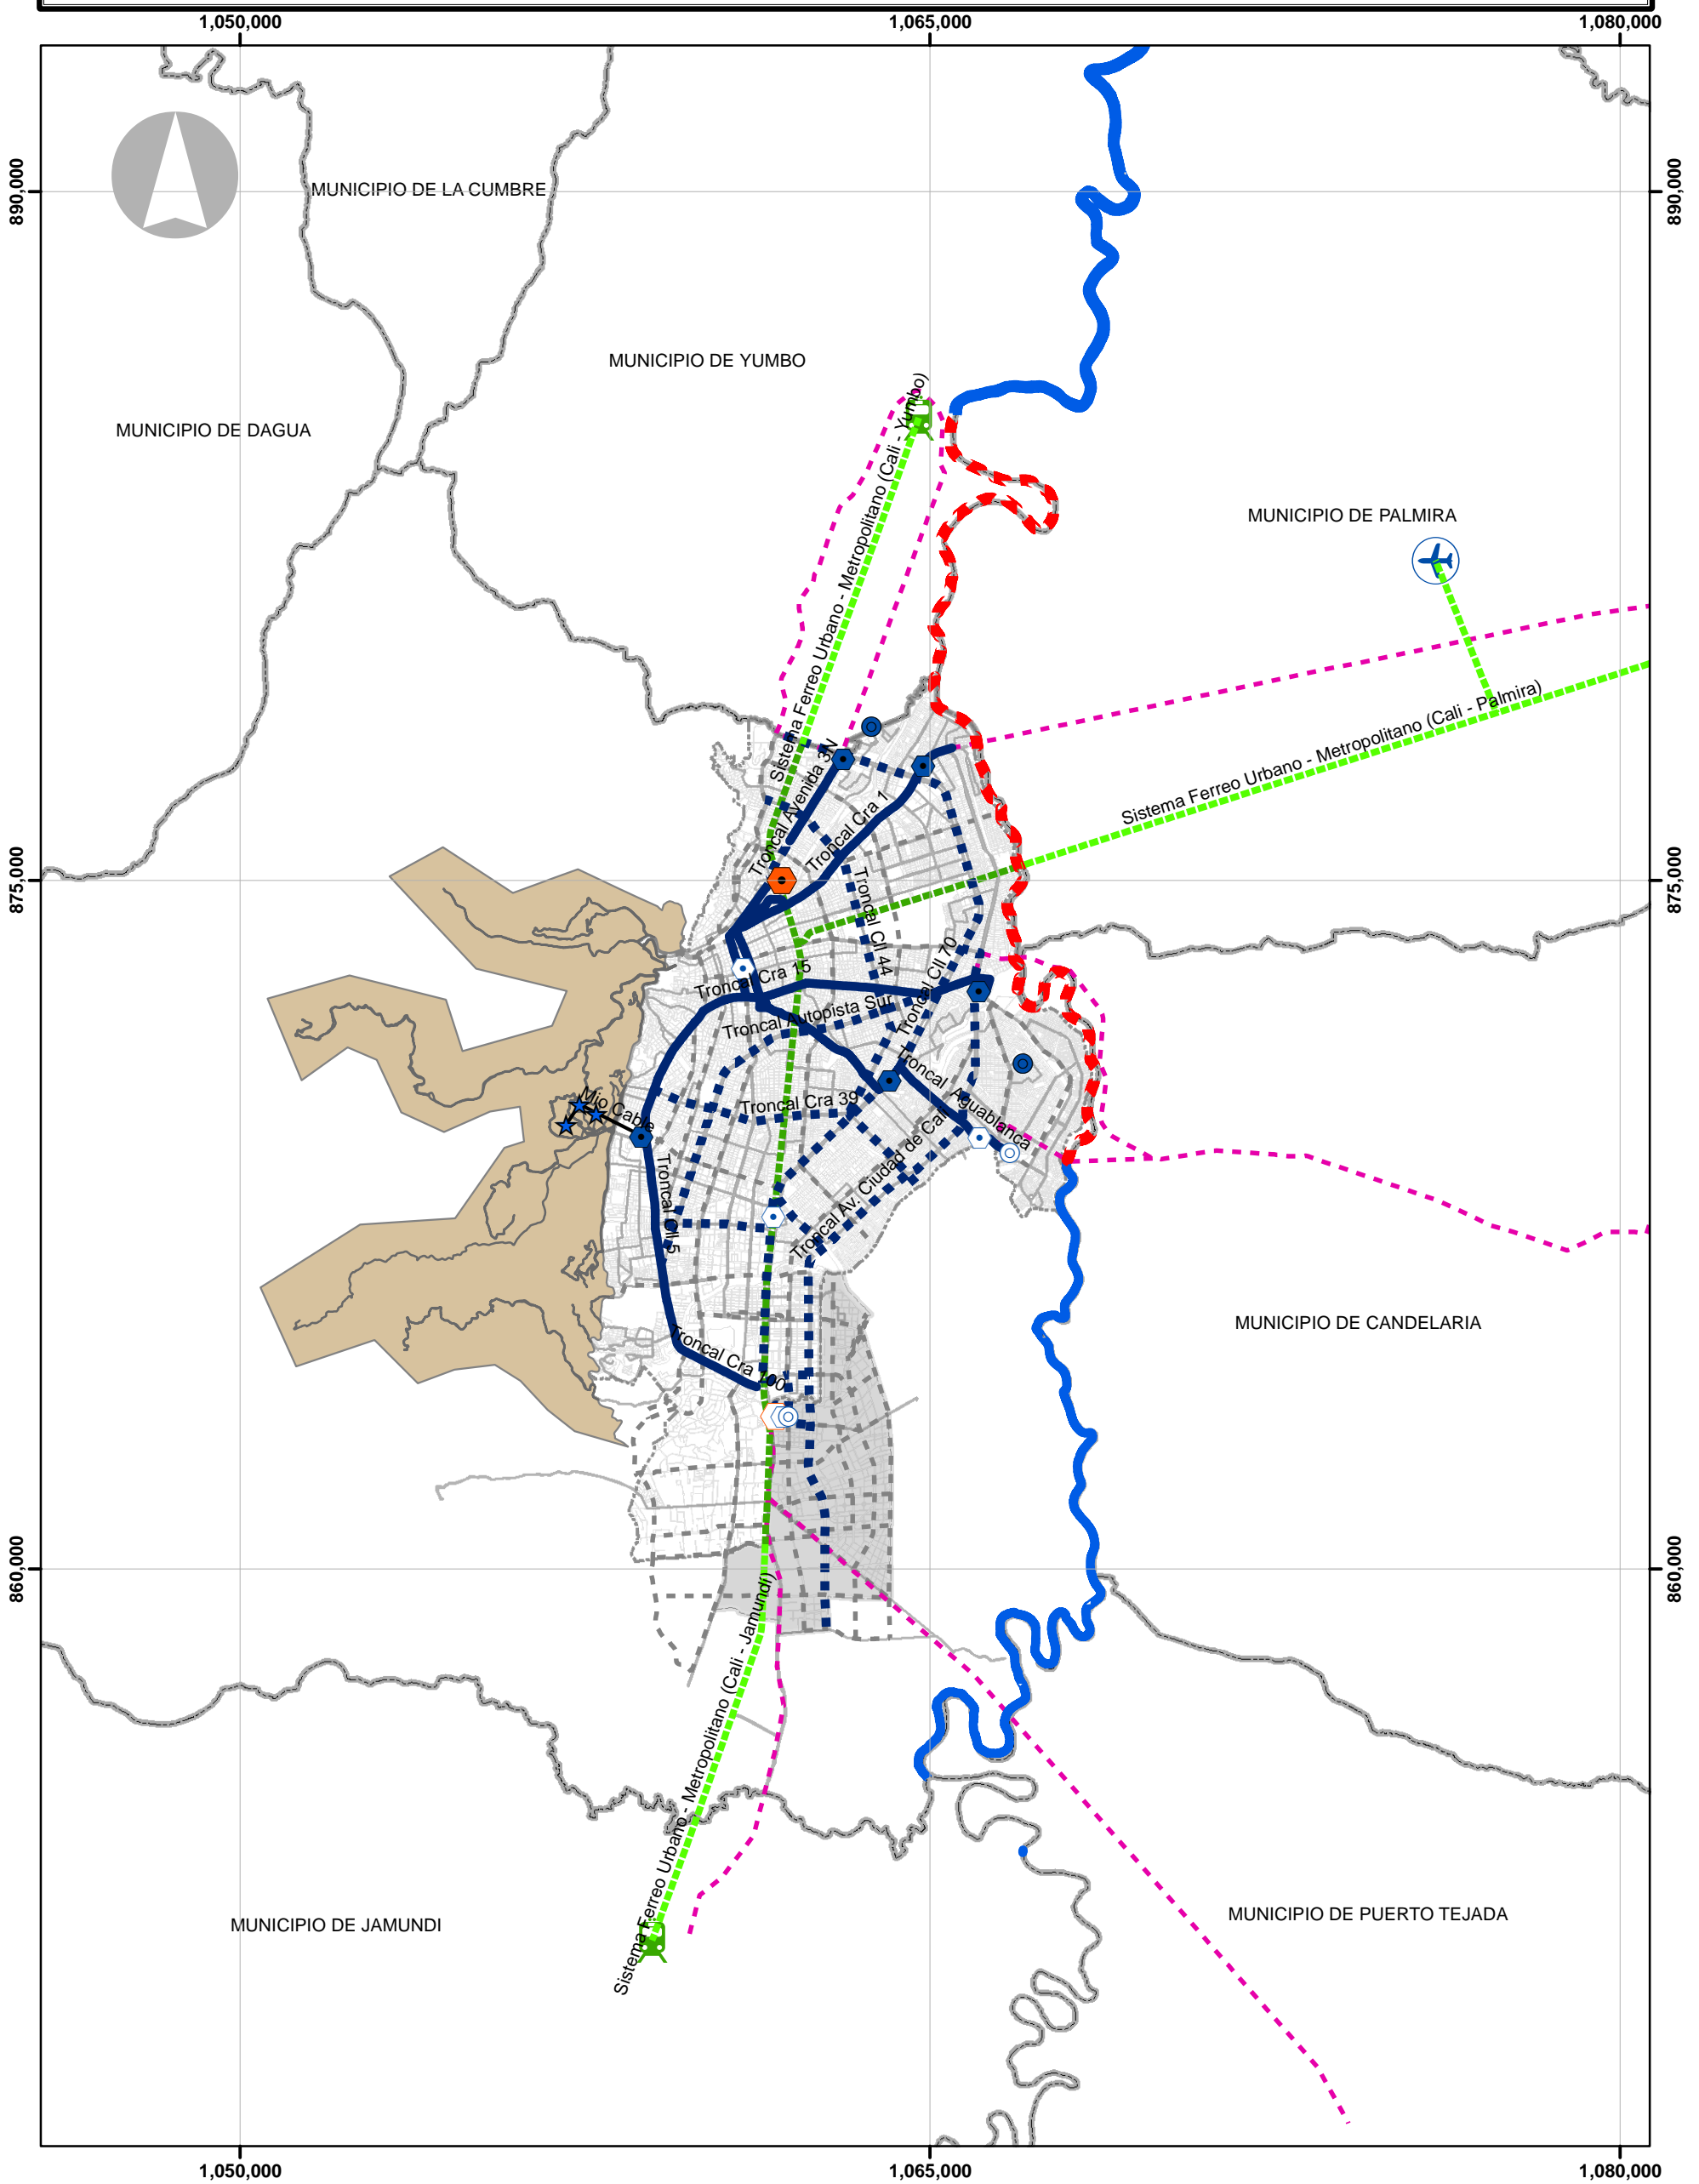 1,050,000
1,065,000
1,080,000
890,000
890,000
MUNICIPIO DE LA CUMBRE
MUNICIPIO DE YUMBO
MUNICIPIO DE DAGUA
Sistema Ferreo Urbano - Metropolitano (Cali - Yumbo)
MUNICIPIO DE PALMIRA
Sistema Ferreo Urbano - Metropolitano (Cali - Palmira)
Troncal Avenida 3N
Troncal Cra 1
875,000
875,000
Troncal Cll 44
Troncal Cll 70
Troncal Cra 15
Troncal Autopista Sur
Troncal Aguablanca
Mio Cable
Troncal Cra 39
Troncal Av. Ciudad de Cali
Troncal Cll 5
MUNICIPIO DE CANDELARIA
Troncal Cra 100
860,000
860,000
Sistema Ferreo Urbano - Metropolitano (Cali - Jamundí)
MUNICIPIO DE JAMUNDI
MUNICIPIO DE PUERTO TEJADA
1,050,000
1,065,000
1,080,000